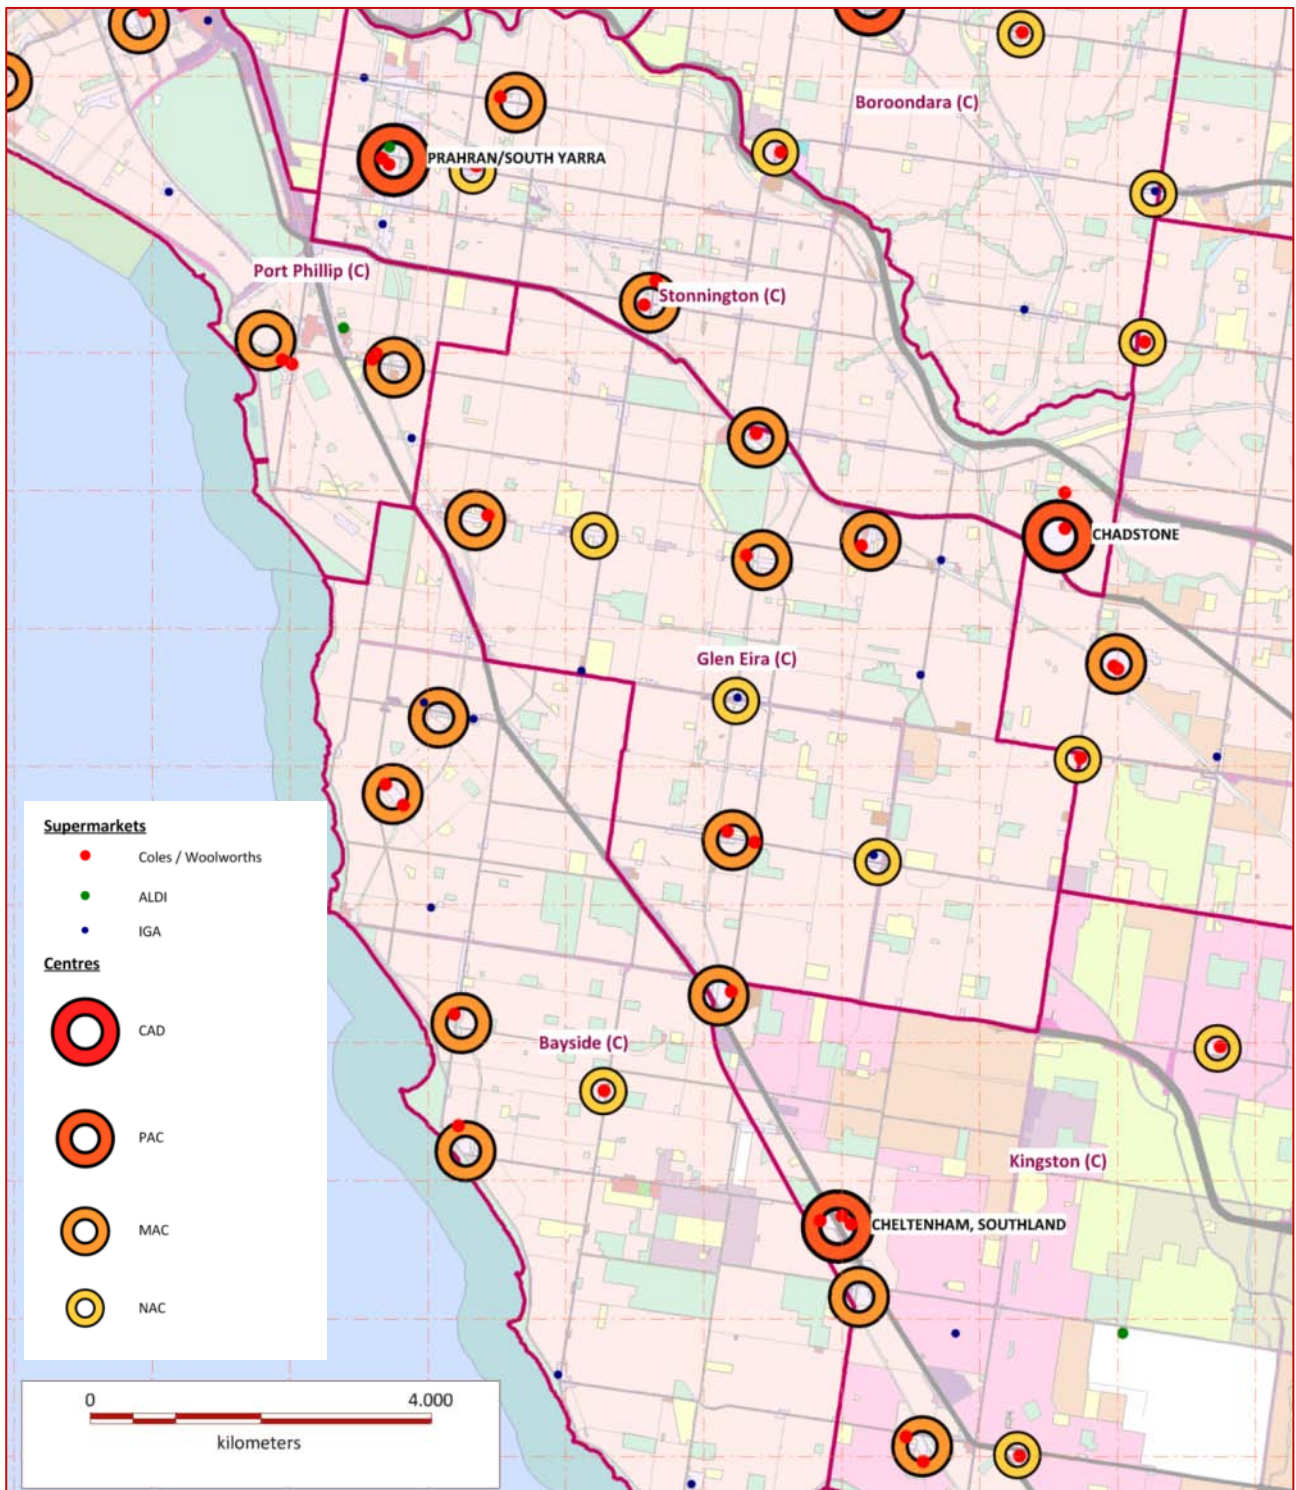 Boroondara (C)
PRAHRAN/SOUTH YARRA
Port Phillip (C)
Stonnington (C)
CHADSTONE
Glen Eira (C)
Supermarkets
Coles / Woolworths
ALDI
IGA
Centres
CAD
PAC
MAC
NAC
Bayside (C)
Kingston (C)
CHELTENHAM, SOUTHLAND
0 4.000
kilometers